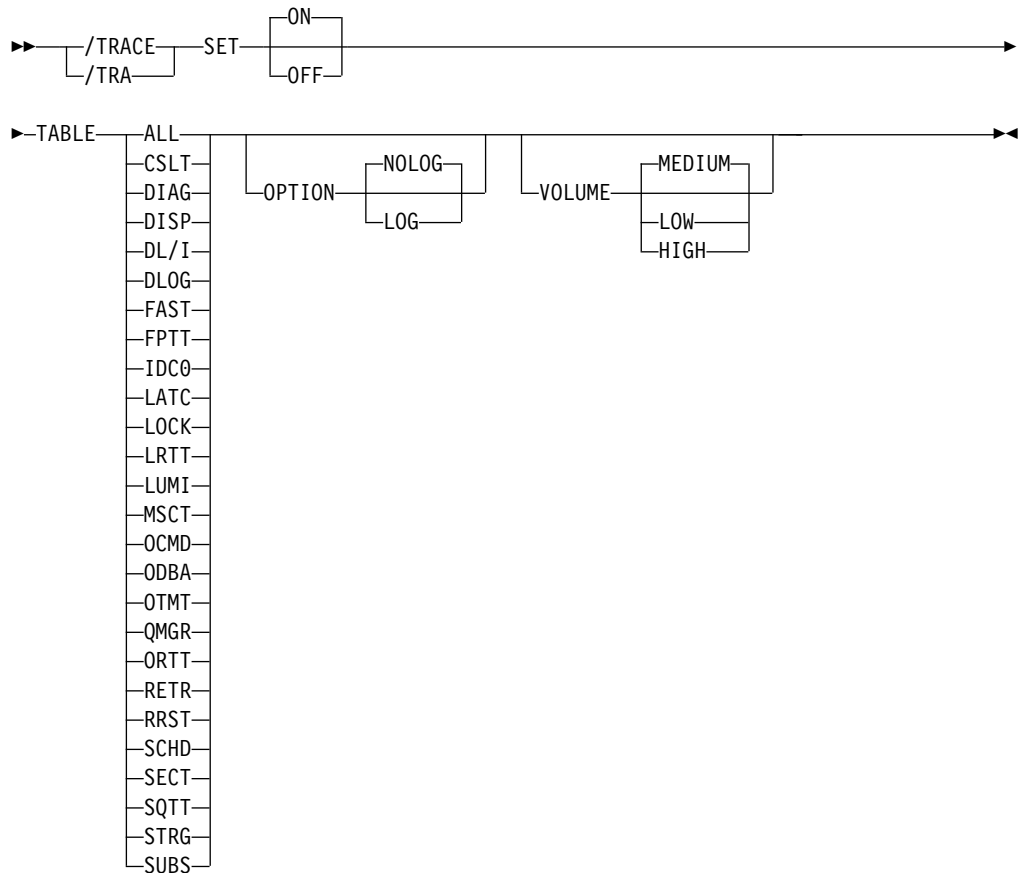 ON
/TRACE SET
/TRA OFF
TABLE ALL
CSLT NOLOG MEDIUM
DIAG OPTION VOLUME
DISP LOG LOW
DL/I HIGH
DLOG
FAST
FPTT
IDC0
LATC
LOCK
LRTT
LUMI
MSCT
OCMD
ODBA
OTMT
QMGR
ORTT
RETR
RRST
SCHD
SECT
SQTT
STRG
SUBS